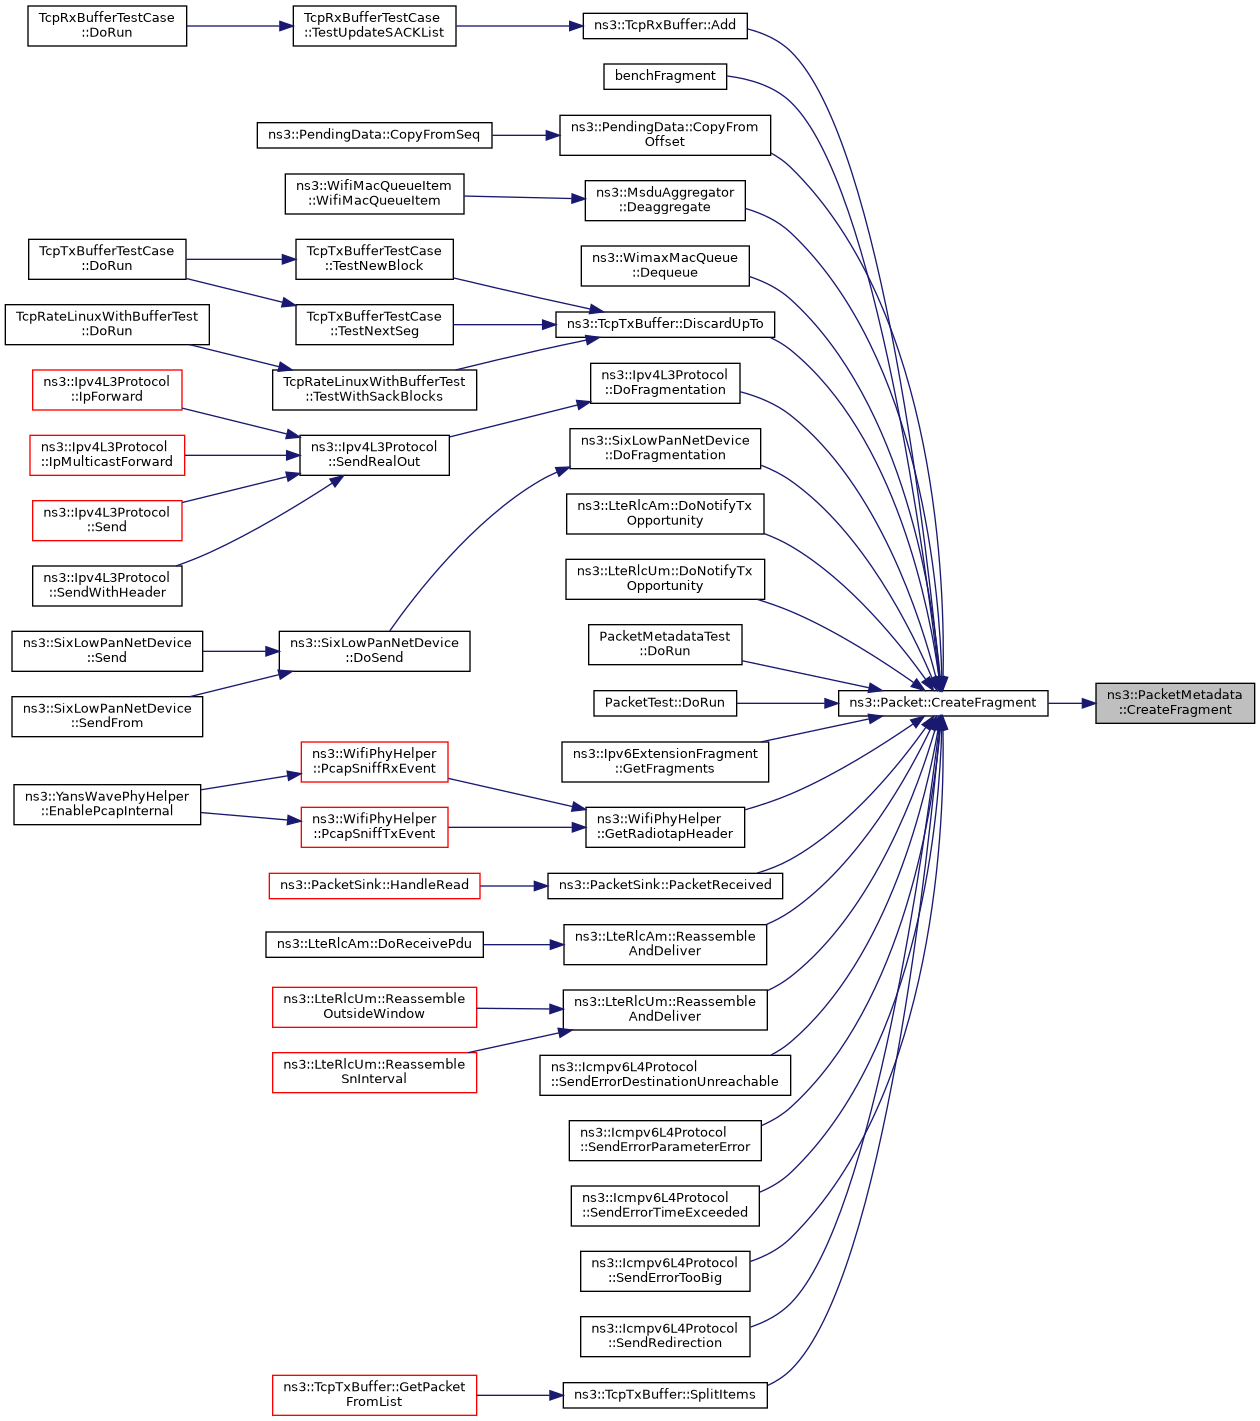 TcpRxBufferTestCase
::DoRun
TcpRxBufferTestCase
::TestUpdateSACKList
ns3::TcpRxBuffer::Add
benchFragment
ns3::PendingData::CopyFromSeq
ns3::PendingData::CopyFrom
Offset
ns3::WifiMacQueueItem
::WifiMacQueueItem
ns3::MsduAggregator
::Deaggregate
TcpTxBufferTestCase
::DoRun
TcpTxBufferTestCase
::TestNewBlock
ns3::WimaxMacQueue
::Dequeue
TcpRateLinuxWithBufferTest
::DoRun
TcpTxBufferTestCase
::TestNextSeg
ns3::TcpTxBuffer::DiscardUpTo
ns3::Ipv4L3Protocol
::IpForward
TcpRateLinuxWithBufferTest
::TestWithSackBlocks
ns3::Ipv4L3Protocol
::DoFragmentation
ns3::Ipv4L3Protocol
::IpMulticastForward
ns3::Ipv4L3Protocol
::SendRealOut
ns3::SixLowPanNetDevice
::DoFragmentation
ns3::Ipv4L3Protocol
::Send
ns3::LteRlcAm::DoNotifyTx
Opportunity
ns3::Ipv4L3Protocol
::SendWithHeader
ns3::LteRlcUm::DoNotifyTx
Opportunity
ns3::SixLowPanNetDevice
::Send
ns3::SixLowPanNetDevice
::DoSend
PacketMetadataTest
::DoRun
ns3::SixLowPanNetDevice
::SendFrom
PacketTest::DoRun
ns3::Packet::CreateFragment
ns3::PacketMetadata
::CreateFragment
ns3::WifiPhyHelper
::PcapSniffRxEvent
ns3::Ipv6ExtensionFragment
::GetFragments
ns3::YansWavePhyHelper
::EnablePcapInternal
ns3::WifiPhyHelper
::PcapSniffTxEvent
ns3::WifiPhyHelper
::GetRadiotapHeader
ns3::PacketSink::HandleRead
ns3::PacketSink::PacketReceived
ns3::LteRlcAm::DoReceivePdu
ns3::LteRlcAm::Reassemble
AndDeliver
ns3::LteRlcUm::Reassemble
OutsideWindow
ns3::LteRlcUm::Reassemble
AndDeliver
ns3::LteRlcUm::Reassemble
SnInterval
ns3::Icmpv6L4Protocol
::SendErrorDestinationUnreachable
ns3::Icmpv6L4Protocol
::SendErrorParameterError
ns3::Icmpv6L4Protocol
::SendErrorTimeExceeded
ns3::Icmpv6L4Protocol
::SendErrorTooBig
ns3::Icmpv6L4Protocol
::SendRedirection
ns3::TcpTxBuffer::GetPacket
FromList
ns3::TcpTxBuffer::SplitItems